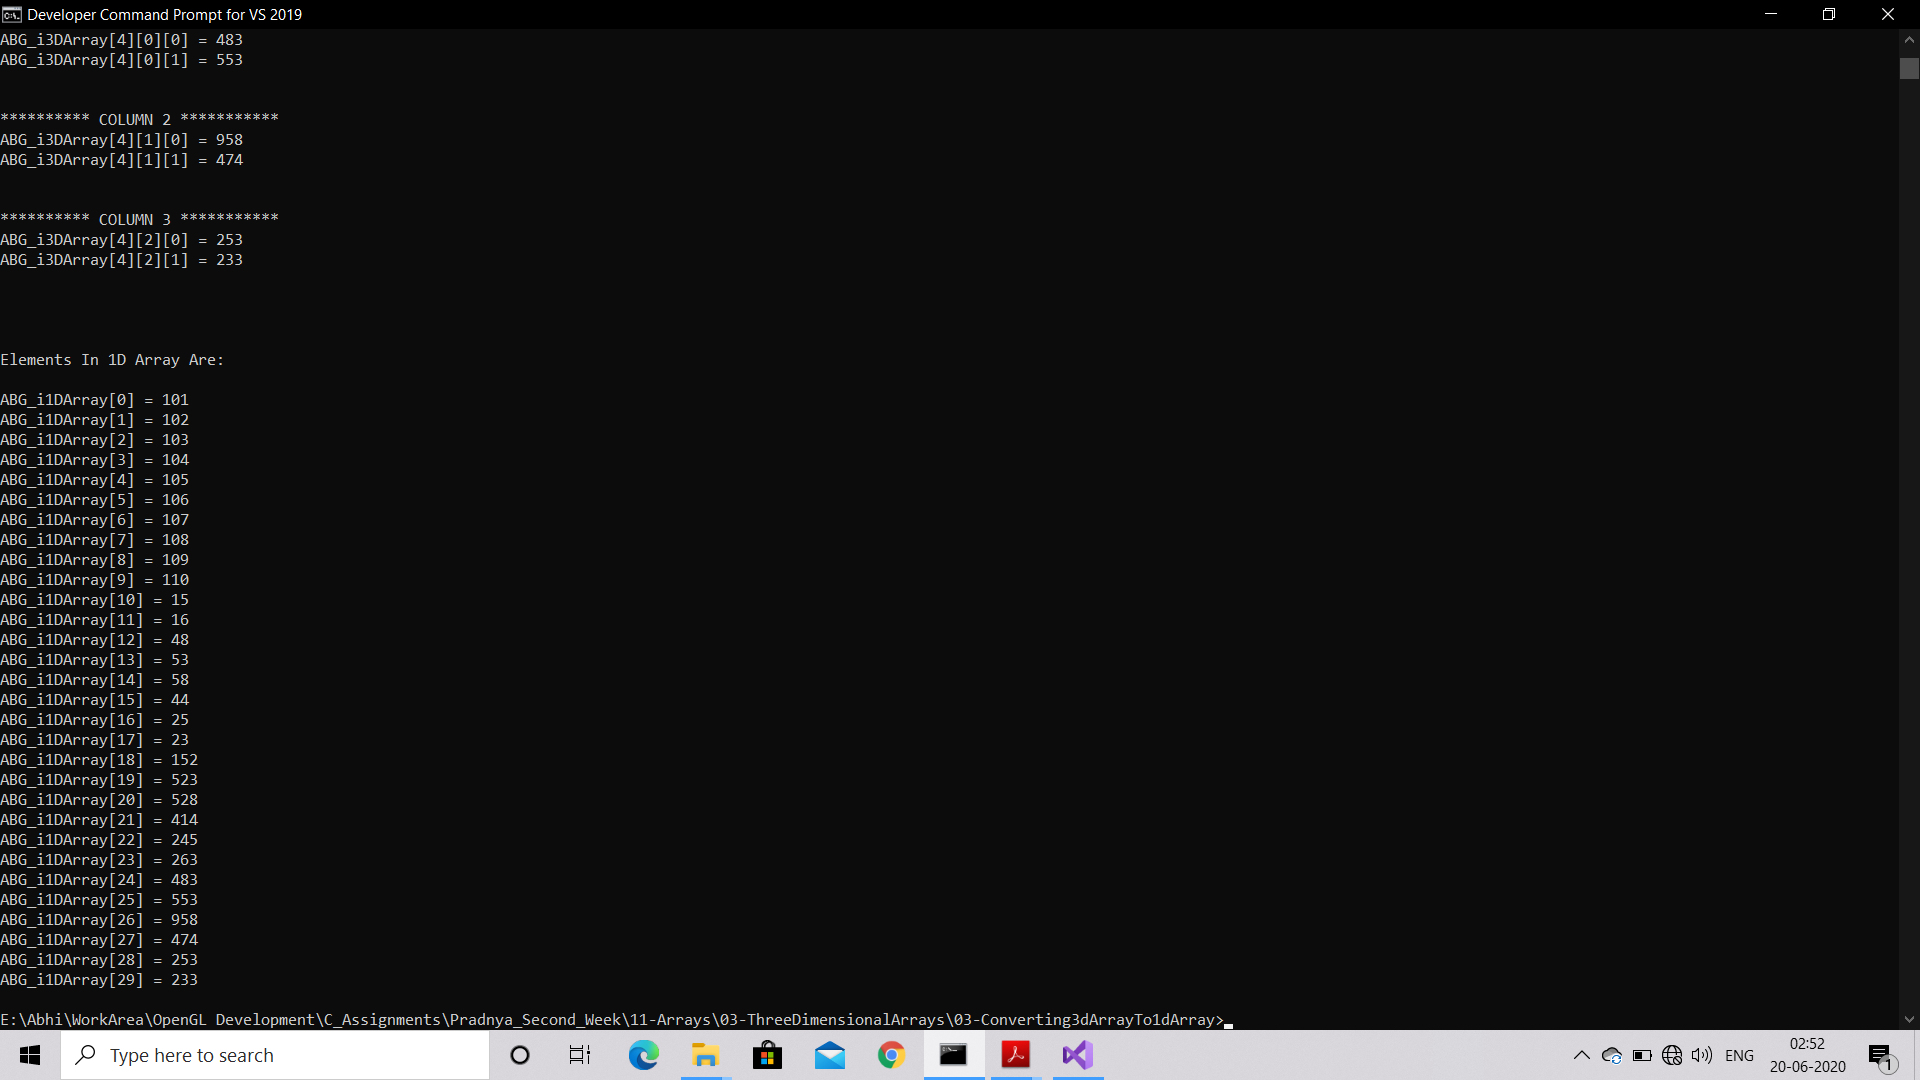 Developer Command Prompt for VS 2019
ABG_i3DArray[4][0][0] = 483
ABG_i3DArray[4][0][1] = 553
********** COLUMN 2 ***********
ABG_i3DArray[4][1][0] = 958
ABG_i3DArray[4][1][1] = 474
********** COLUMN 3 ***********
ABG_i3DArray[4][2][0] = 253
ABG_i3DArray[4][2][1] = 233
Elements In 1D Array Are:
ABG_i1DArray[0] = 101
ABG_i1DArray[1] = 102
ABG_i1DArray[2] = 103
ABG_i1DArray[3] = 104
ABG_i1DArray[4] = 105
ABG_i1DArray[5] = 106
ABG_i1DArray[6] = 107
ABG_i1DArray[7] = 108
ABG_i1DArray[8] = 109
ABG_i1DArray[9] = 110
ABG_i1DArray[10] = 15
ABG_i1DArray[11] = 16
ABG_i1DArray[12] = 48
ABG_i1DArray[13] = 53
ABG_i1DArray[14] = 58
ABG_i1DArray[15] = 44
ABG_i1DArray[16] = 25
ABG_i1DArray[17] = 23
ABG_i1DArray[18] = 152
ABG_i1DArray[19] = 523
ABG_i1DArray[20] = 528
ABG_i1DArray[21] = 414
ABG_i1DArray[22] = 245
ABG_i1DArray[23] = 263
ABG_i1DArray[24] = 483
ABG_i1DArray[25] = 553
ABG_i1DArray[26] = 958
ABG_i1DArray[27] = 474
ABG_i1DArray[28] = 253
ABG_i1DArray[29] = 233
E:\Abhi\WorkArea\OpenGL Development\C_Assignments\Pradnya_Second_Week\11-Arrays\03-ThreeDimensionalArrays\03-Converting3dArrayTo1dArray>
Type here to search
ENG
02:52
20-06-2020
1